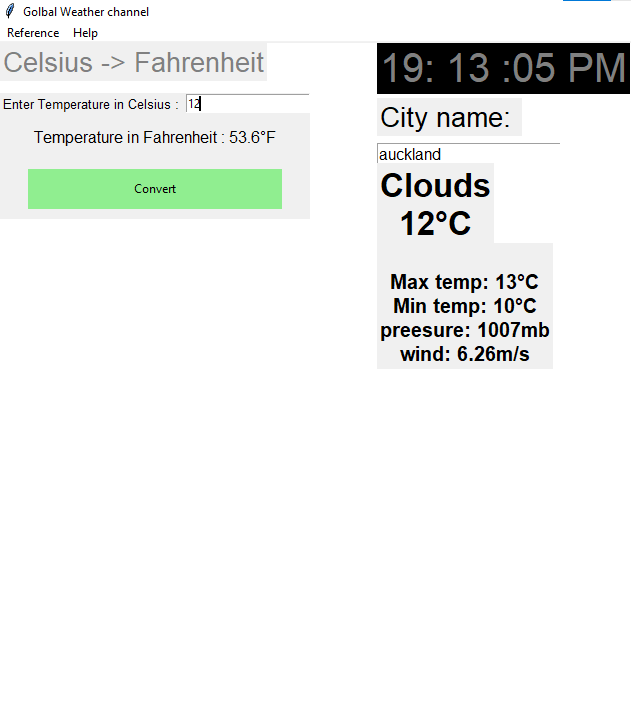 Golbal Weather channel
Reference Help
Celsius -> Fahrenheit
Enter Temperature in Celsius : 12
Temperature in Fahrenheit : 53.6°F
Convert
19: 13 :05 PM
City name:
auckland
Clouds
12°C
Max temp: 13°C
Min temp: 10°C
preesure: 1007mb
wind: 6.26m/s